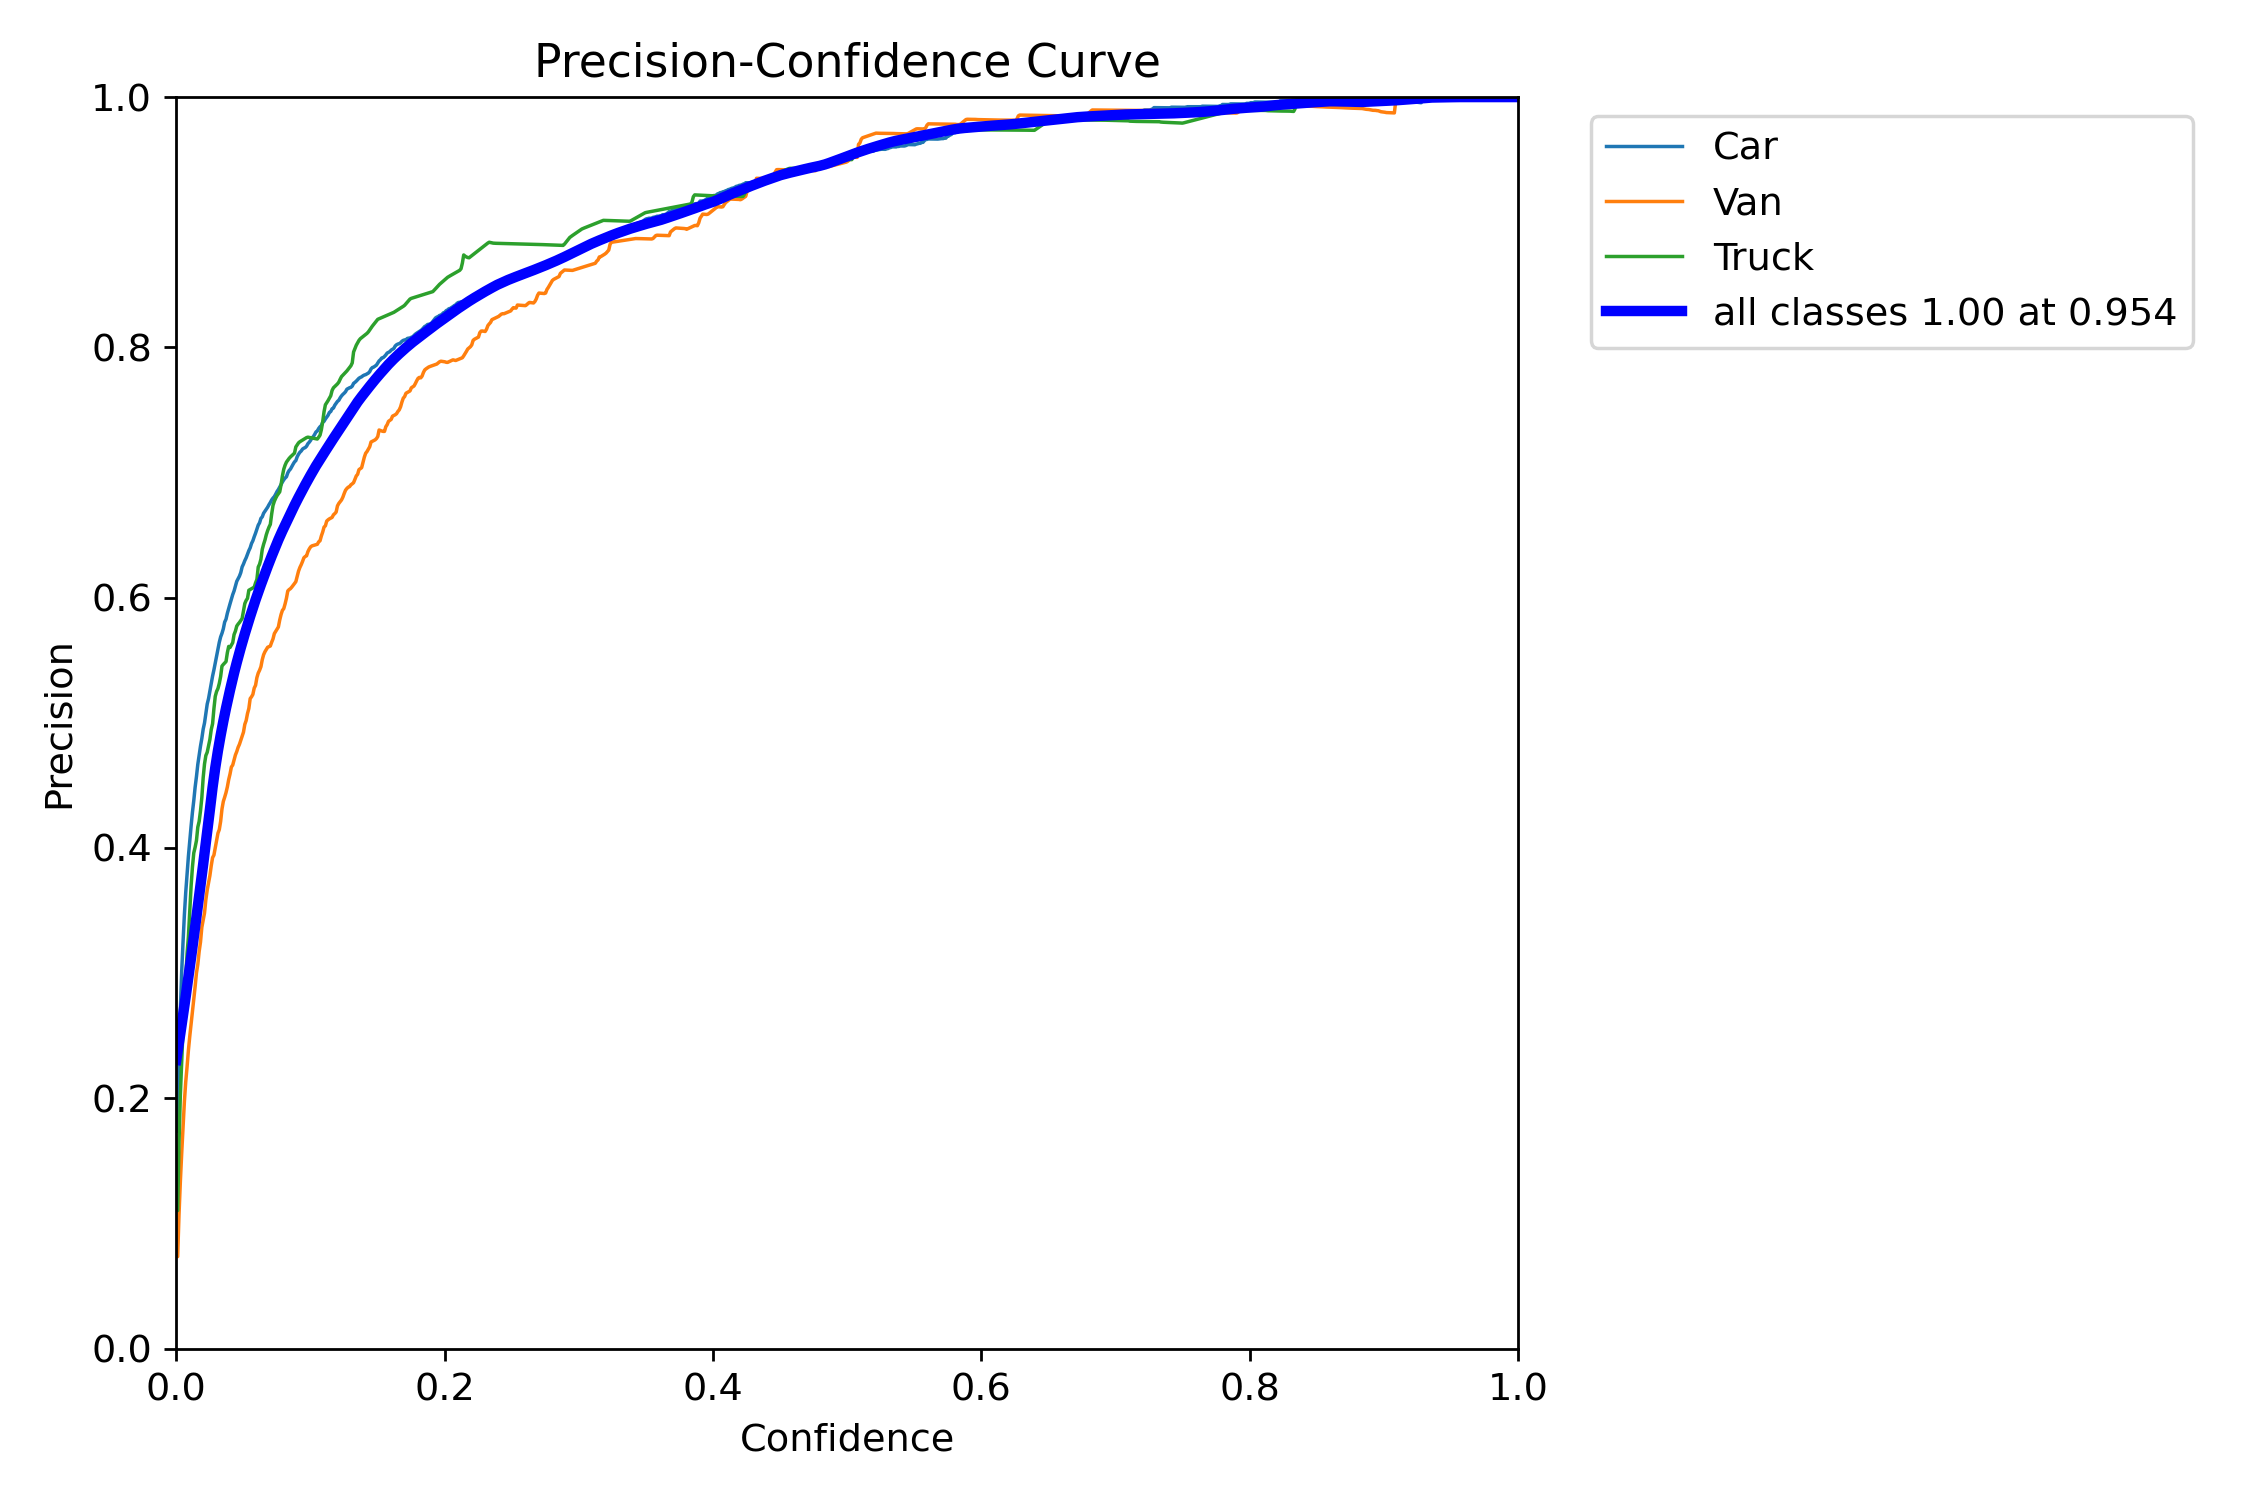 Precision-Confidence Curve
1.0
0.8
0.6
0.4
0.2
0.0
Precision
0.0 0.2 0.4 0.6 0.8 1.0
Confidence
Car
Van
Truck
all classes 1.00 at 0.954